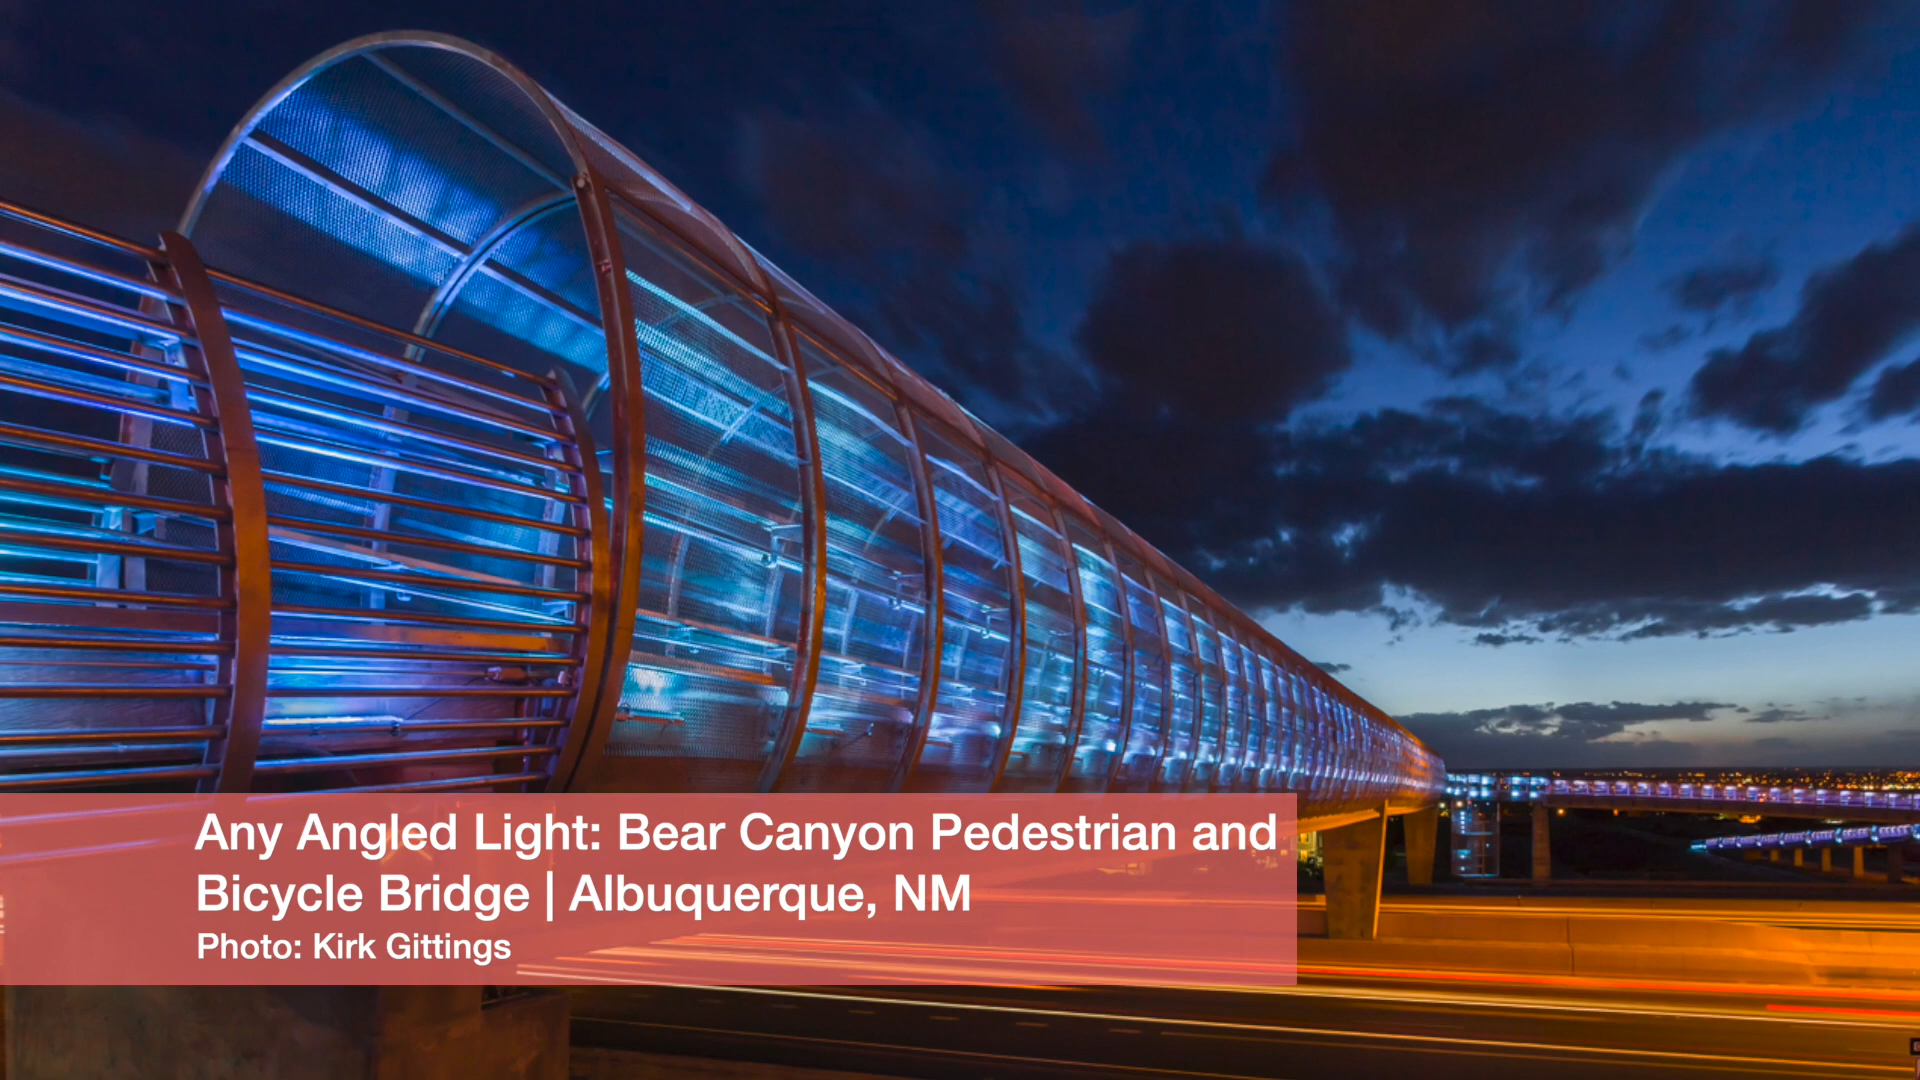 Any Angled Light: Bear Canyon Pedestrian and
Bicycle Bridge | Albuquerque, NM
Photo: Kirk Gittings